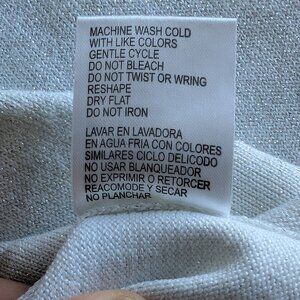 MACHINE WASH COLD
WITH LIKE COLORS
GENTLE CYCLE
DO NOT BLEACH
DO NOT TWIST OR WRING
RESHAPE
DRY FLAT
DO NOT IRON
LAVAR EN LAVADORA
EN AGUA FRIA CON COLORES
SIMILARES CICLO DELICODO
NO USAR BLANQUEADOR
NO EXPRIMIR O RETORCER
REACOMODE Y SECAR
NO PLANCHAR